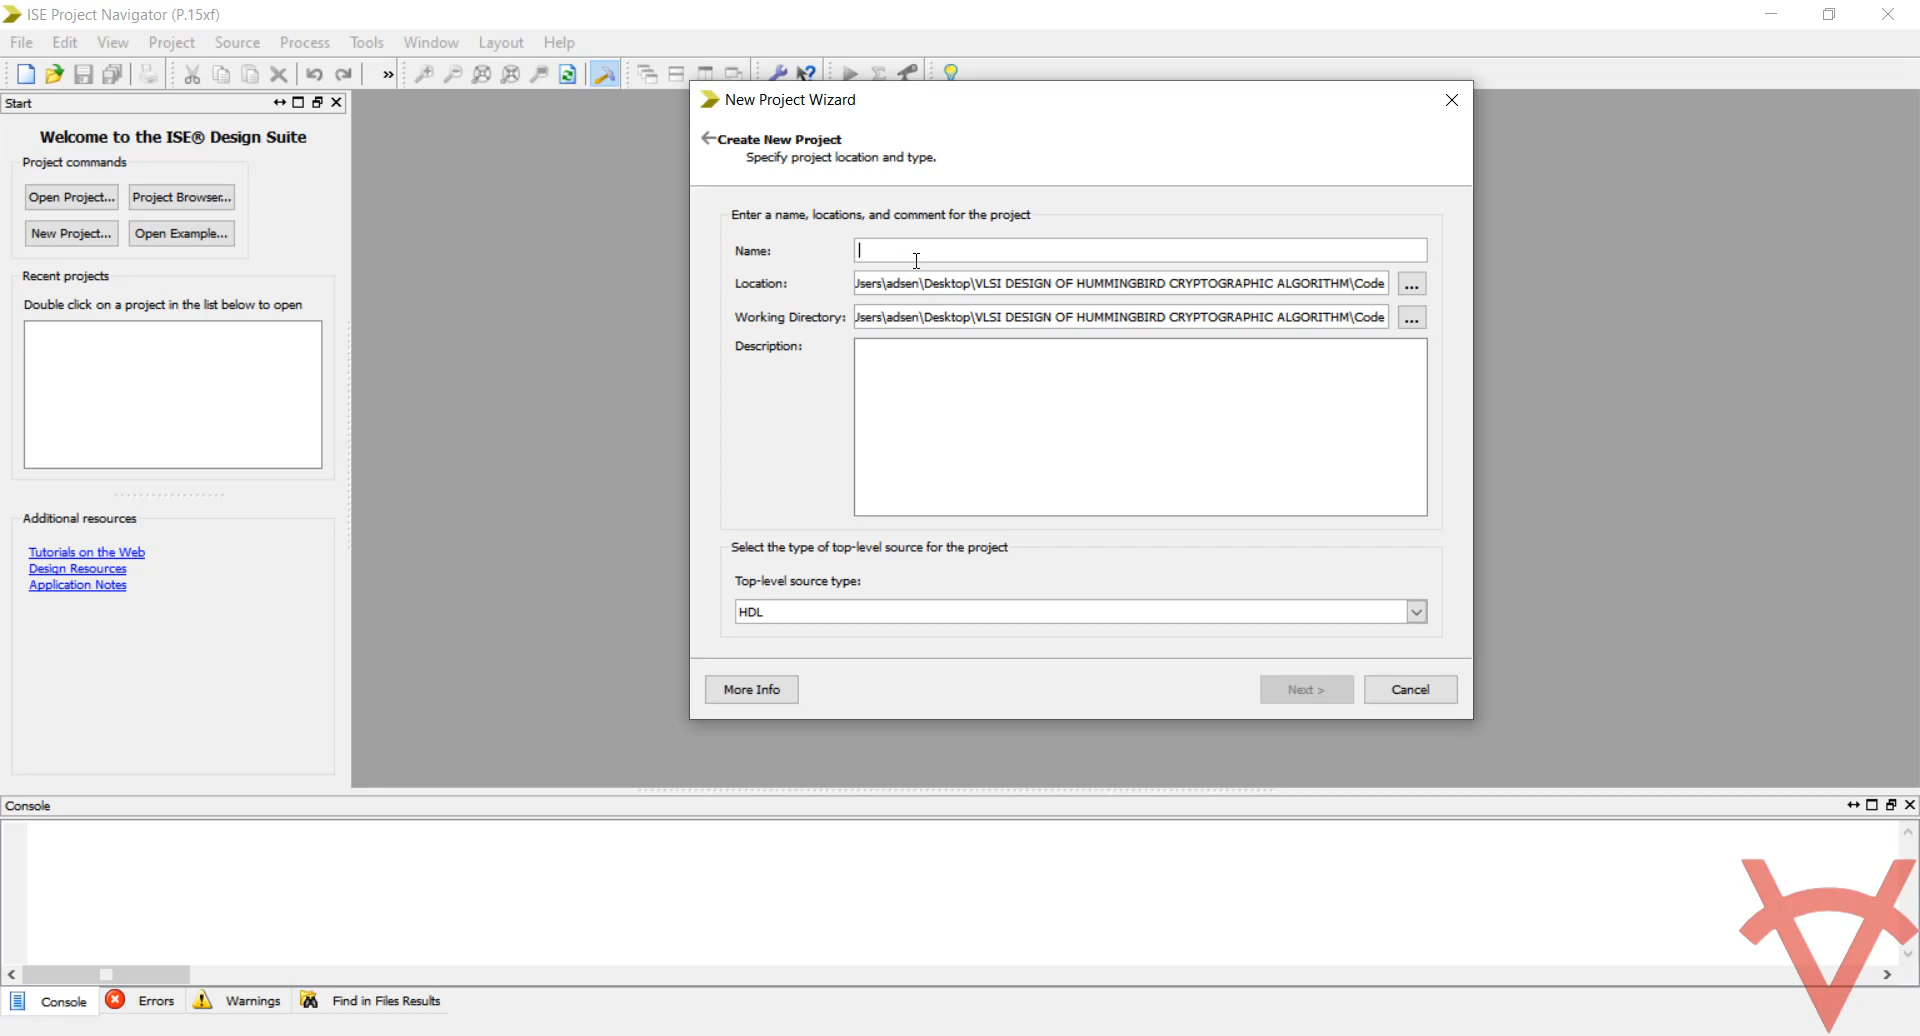 ISE Project Navigator (P.15xf)
File Edit View Project Source Process Tools Window Layout Help
»
Start
Welcome to the ISE® Design Suite
Project commands
Open Project... Project Browser...
New Project... Open Example...
Recent projects
Double click on a project in the list below to open
Additional resources
Tutorials on the Web
Design Resources
Application Notes
New Project Wizard
Create New Project
Specify project location and type.
Enter a name, locations, and comment for the project
Name:
Location: Users\adsen\Desktop\VLSI DESIGN OF HUMMINGBIRD CRYPTOGRAPHIC ALGORITHM\Code ...
Working Directory: Users\adsen\Desktop\VLSI DESIGN OF HUMMINGBIRD CRYPTOGRAPHIC ALGORITHM\Code ...
Description:
Select the type of top-level source for the project
Top-level source type:
HDL
More Info Next > Cancel
Console
Console Errors Warnings Find in Files Results